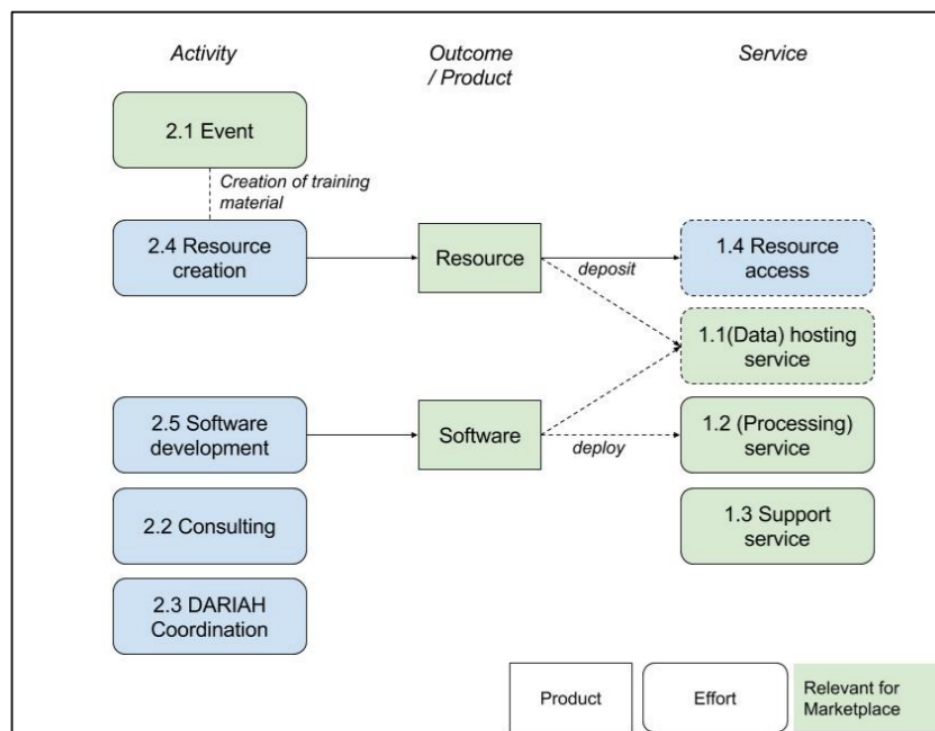 Activity
Outcome
/ Product
Service
2.1 Event
Creation of training
material
2.4 Resource
creation
Resource
deposit
1.4 Resource
access
1.1(Data) hosting
service
2.5 Software
development
Software
deploy
1.2 (Processing)
service
2.2 Consulting
1.3 Support
service
2.3 DARIAH
Coordination
Product
Effort
Relevant for
Marketplace